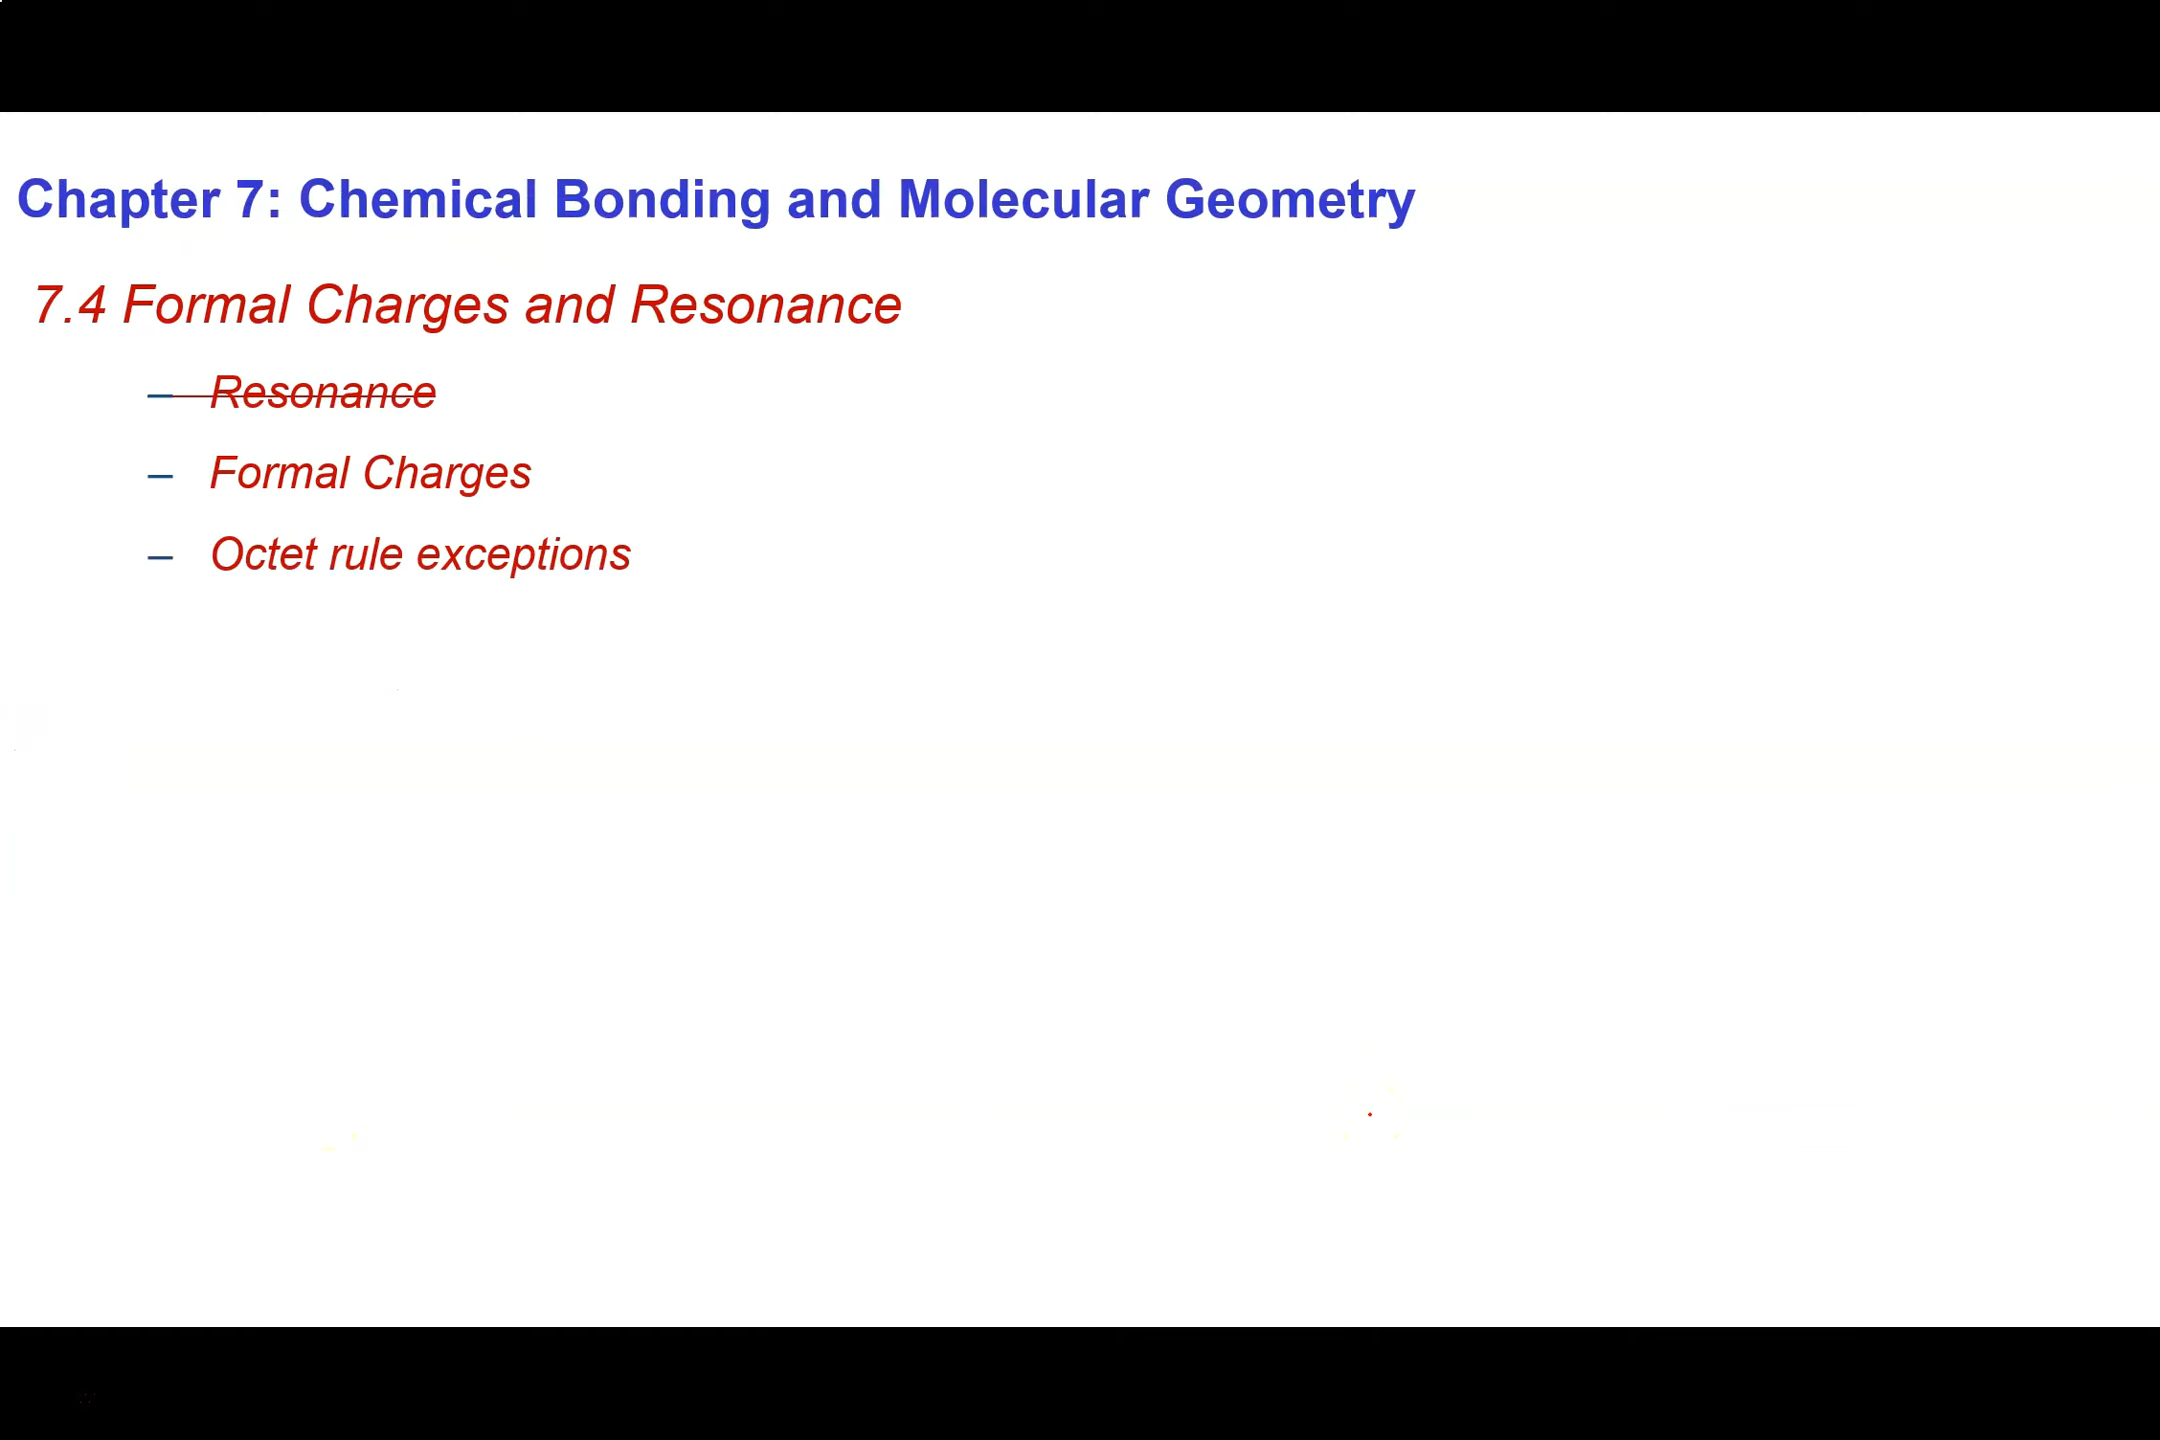 Chapter 7: Chemical Bonding and Molecular Geometry
7.4 Formal Charges and Resonance
– Resonance
– Formal Charges
– Octet rule exceptions